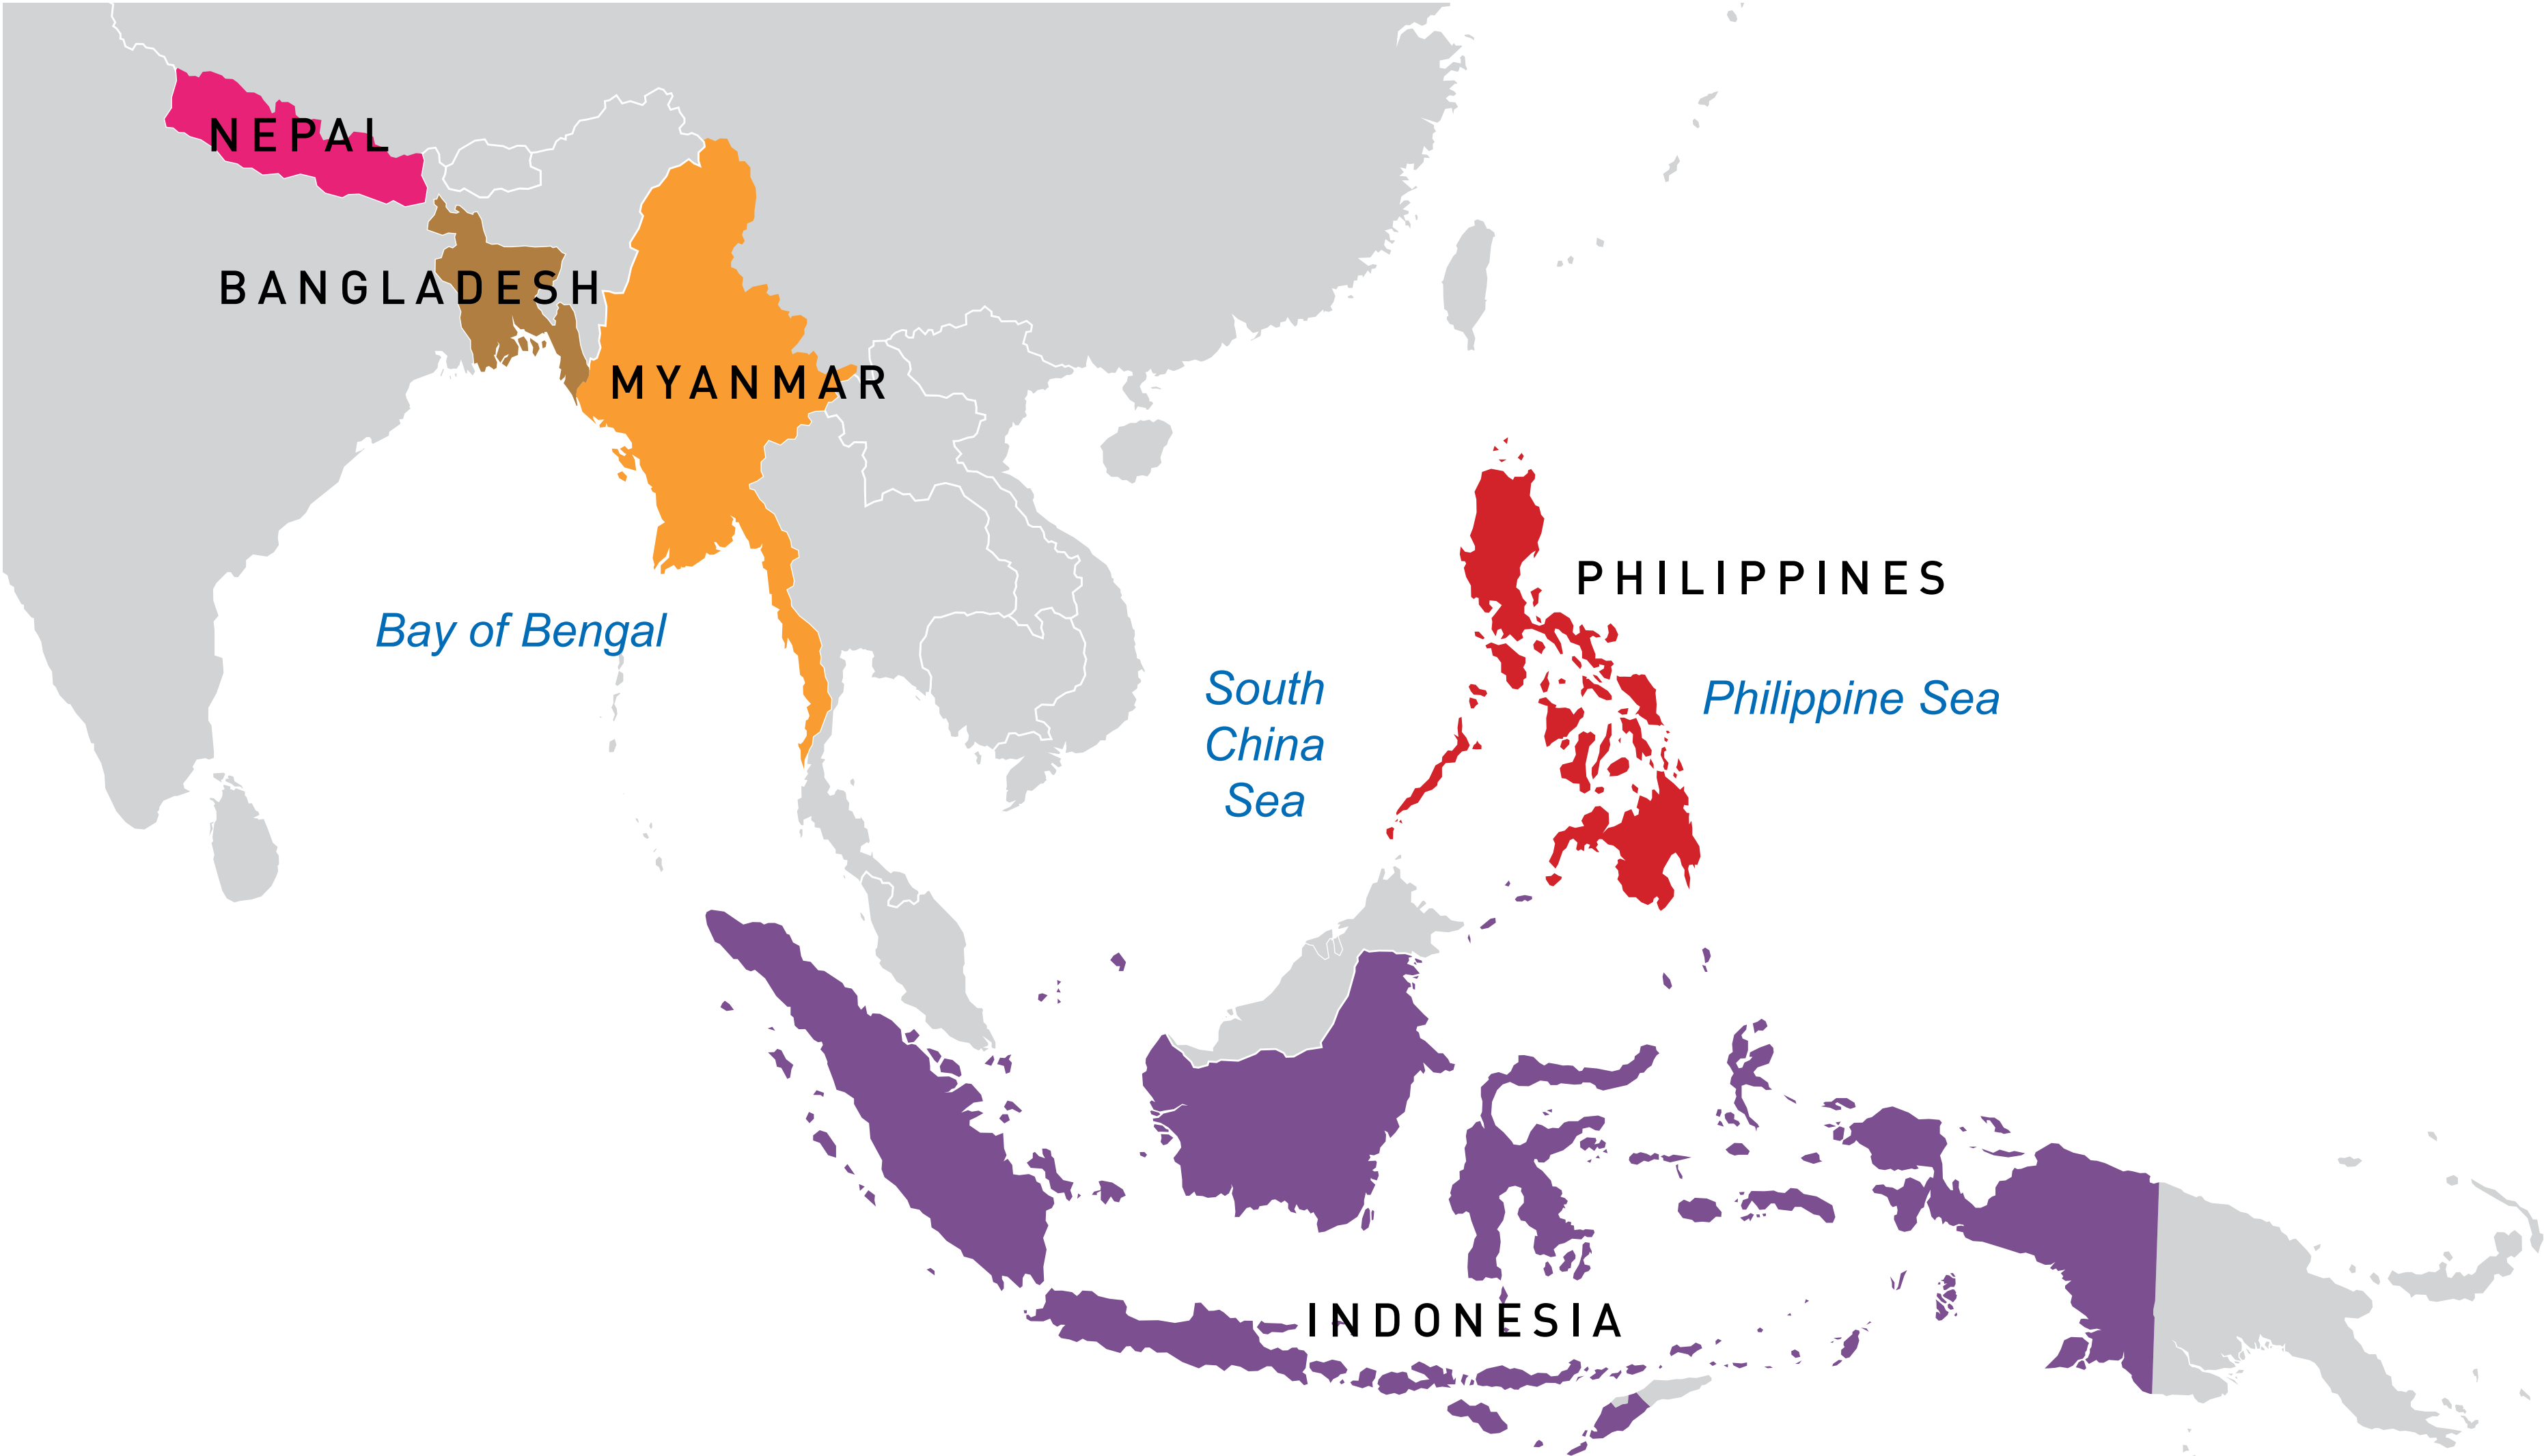 NEPAL
BANGLADESH
MYANMAR
PHILIPPINES
Bay of Bengal
South
China
Sea
Philippine Sea
INDONESIA